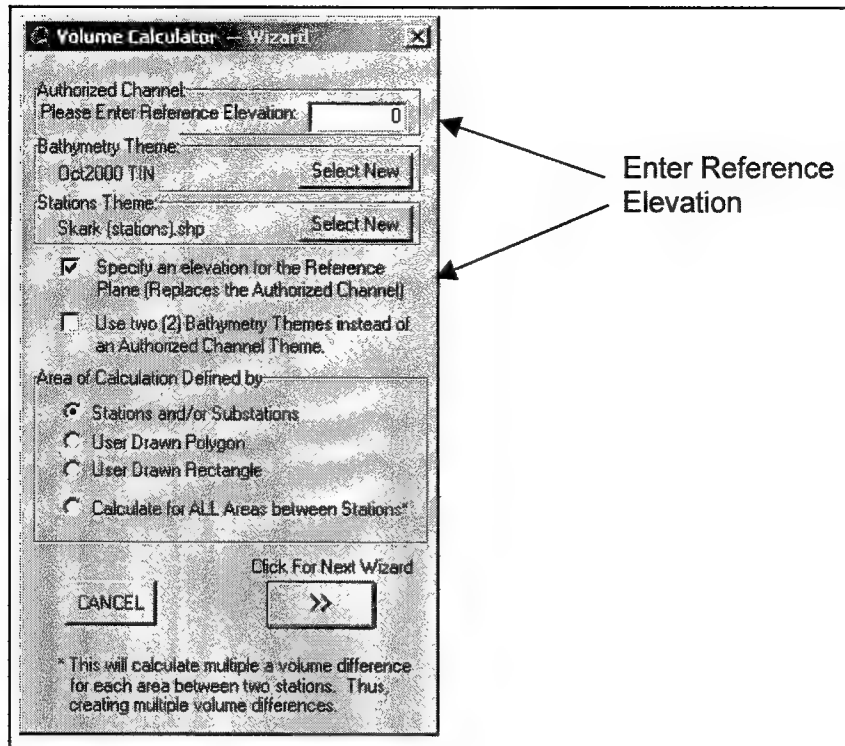 Volume Calculator — Wizard
Authorized Channel:
Please Enter Reference Elevation: 0
Bathymetry Theme:
Oct2000 TIN
Select New
Stations Theme:
Skark (stations).shp
Select New
Specify an elevation for the Reference
Plane (Replaces the Authorized Channel)
Use two (2) Bathymetry Themes instead of
an Authorized Channel Theme.
Area of Calculation Defined by
Stations and/or Substations
User Drawn Polygon
User Drawn Rectangle
Calculate for ALL Areas between Stations*
Click For Next Wizard
CANCEL
>>
* This will calculate multiple a volume difference
for each area between two stations. Thus,
creating multiple volume differences.
Enter Reference
Elevation